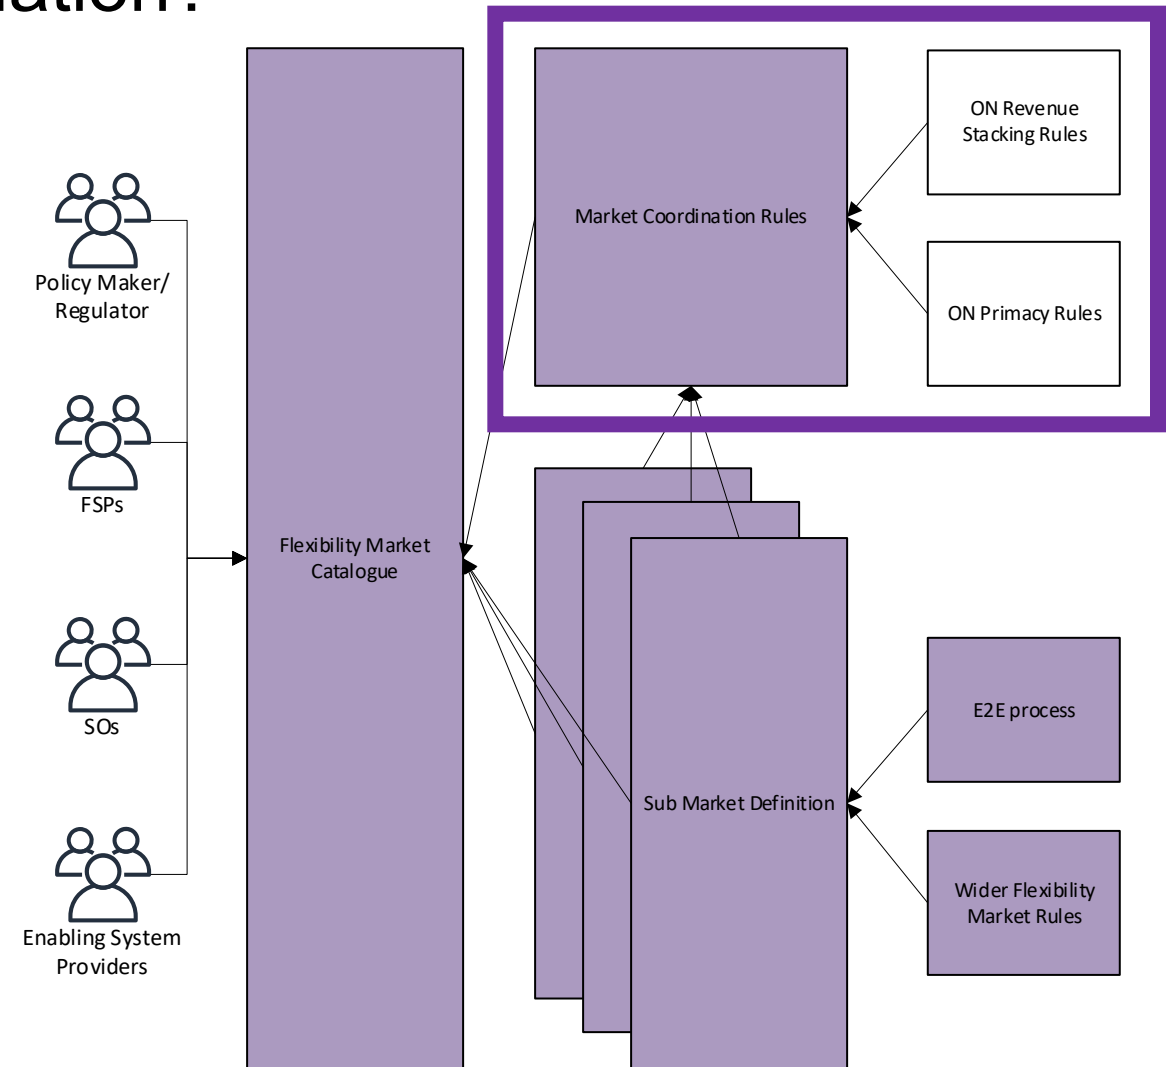 ON Revenue
Stacking Rules
Market Coordination Rules
Policy Maker/
Regulator
ON Primacy Rules
FSPs
Flexibility Market
Catalogue
E2E process
SOs
Sub Market Definition
Wider Flexibility
Market Rules
Enabling System
Providers